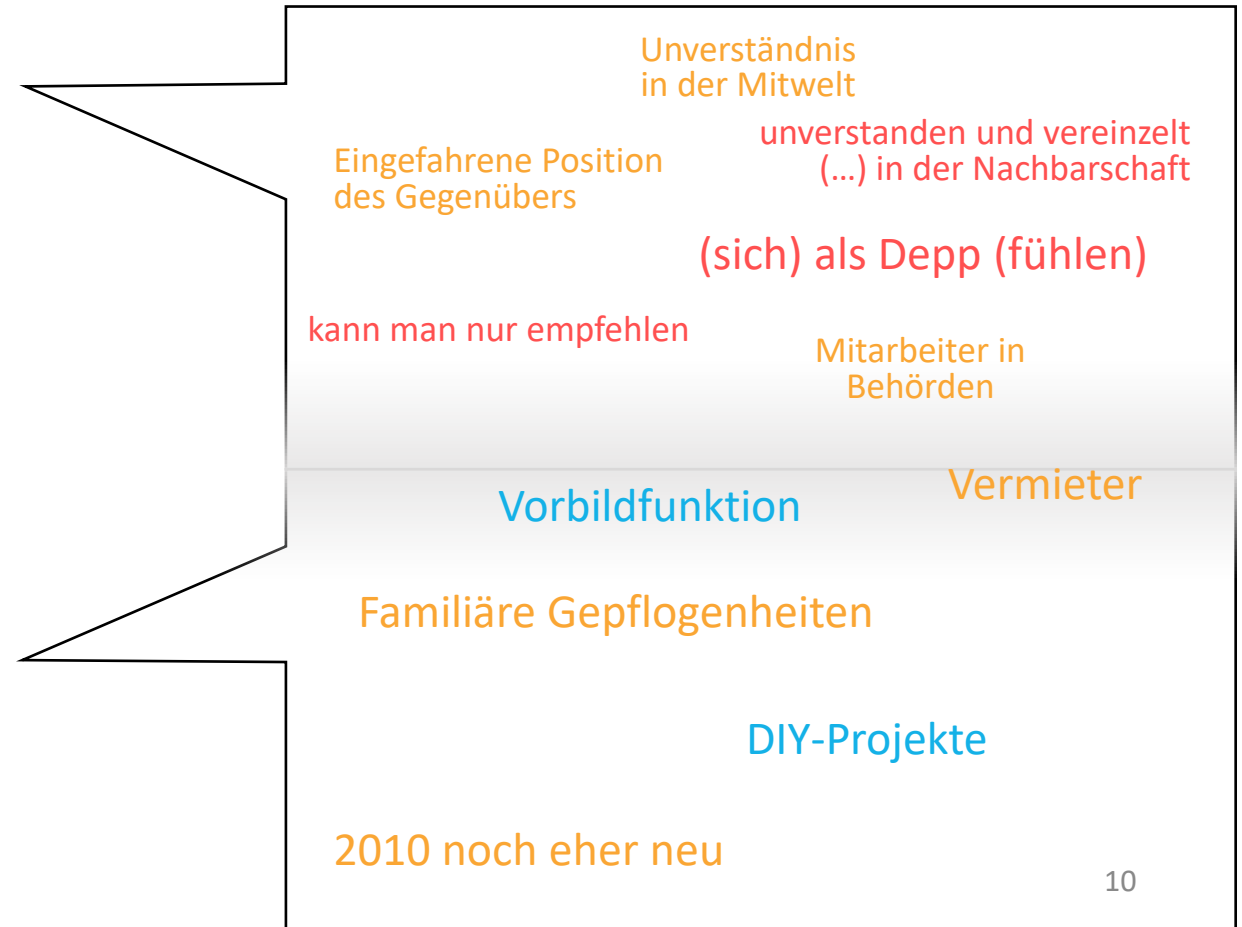 Unverständnis
in der Mitwelt
unverstanden und vereinzelt
(...) in der Nachbarschaft
Eingefahrene Position
des Gegenübers
(sich) als Depp (fühlen)
kann man nur empfehlen
Mitarbeiter in
Behörden
Vermieter
Vorbildfunktion
Familiäre Gepflogenheiten
DIY-Projekte
2010 noch eher neu
10